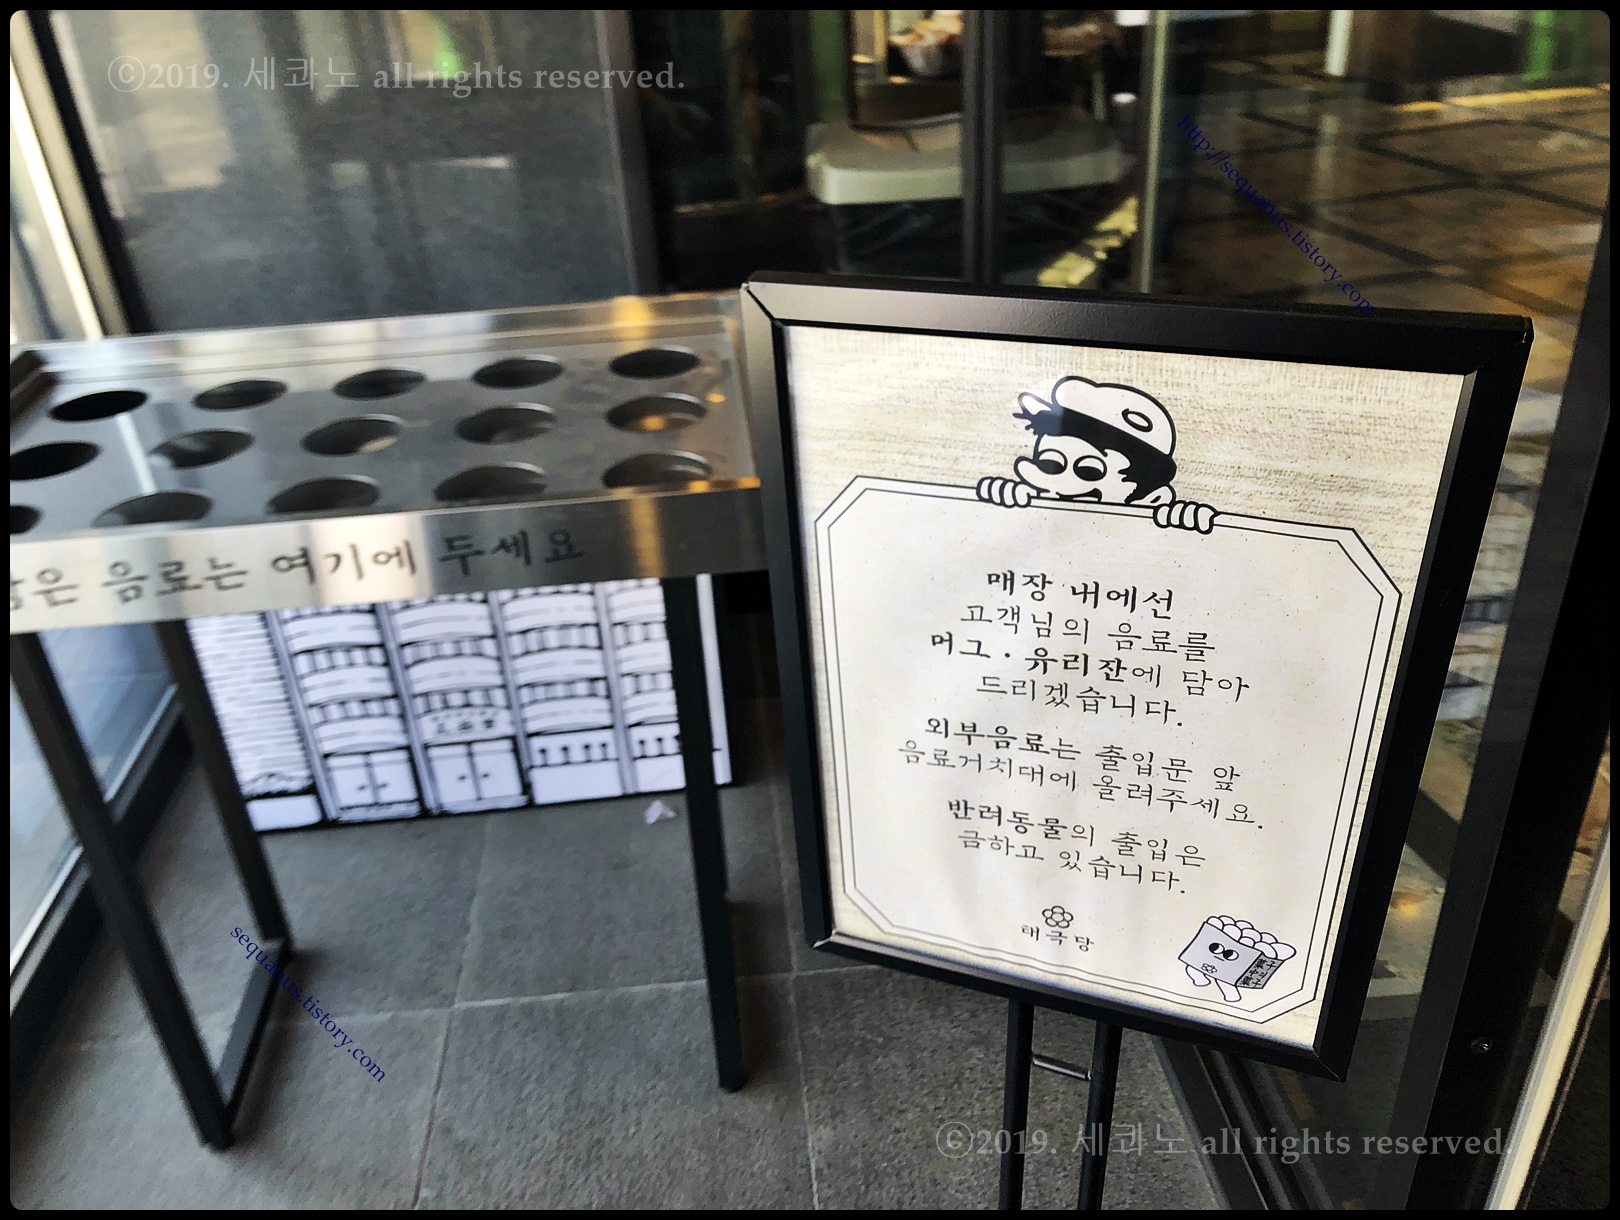 ⓒ2019. 세콰노 all rights reserved.
http://sequanus.tistory.com
음료는 여기에 두세요
매장 내에선
고객님의 음료를
머그·유리잔에 담아
드리겠습니다.
외부음료는 출입문 앞
음료거치대에 올려주세요.
반려동물의 출입은
금하고 있습니다.
태극당
sequanus.tistory.com
ⓒ2019. 세콰노 all rights reserved.